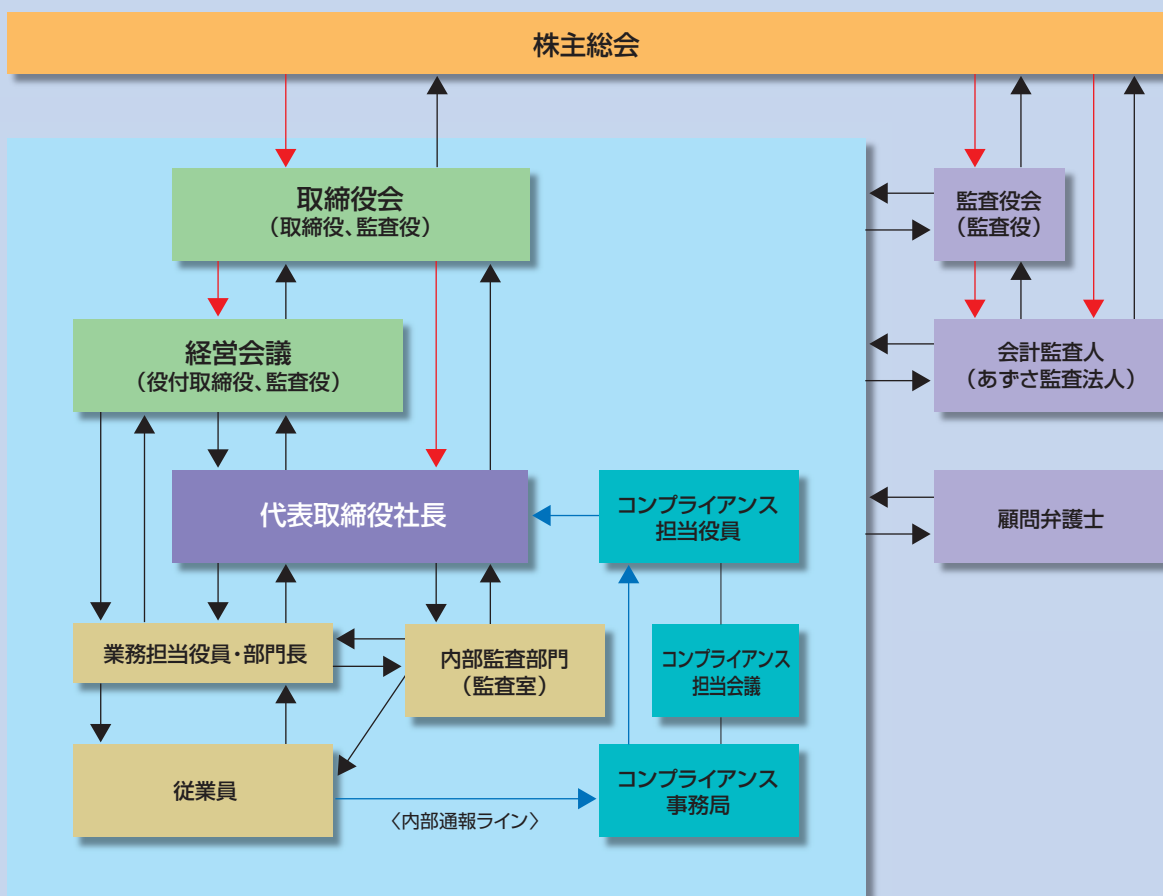 株主総会
取締役会
（取締役、監査役）
監査役会
（監査役）
経営会議
（役付取締役、監査役）
会計監査人
（あずさ監査法人）
代表取締役社長
コンプライアンス
担当役員
顧問弁護士
業務担当役員・部門長
内部監査部門
（監査室）
コンプライアンス
担当会議
従業員
コンプライアンス
事務局
〈内部通報ライン〉